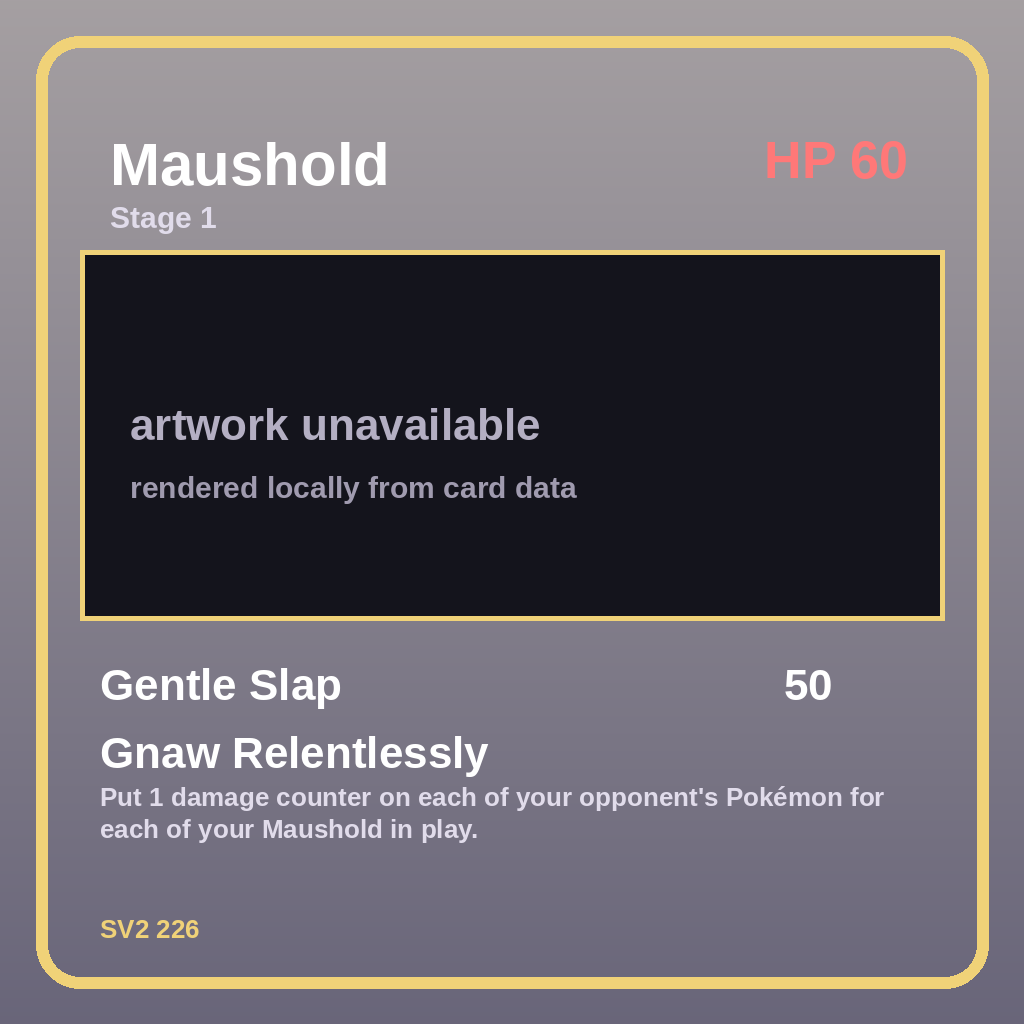 Maushold
HP 60
Stage 1
artwork unavailable
rendered locally from card data
Gentle Slap
50
Gnaw Relentlessly
Put 1 damage counter on each of your opponent's Pokémon for
each of your Maushold in play.
SV2 226